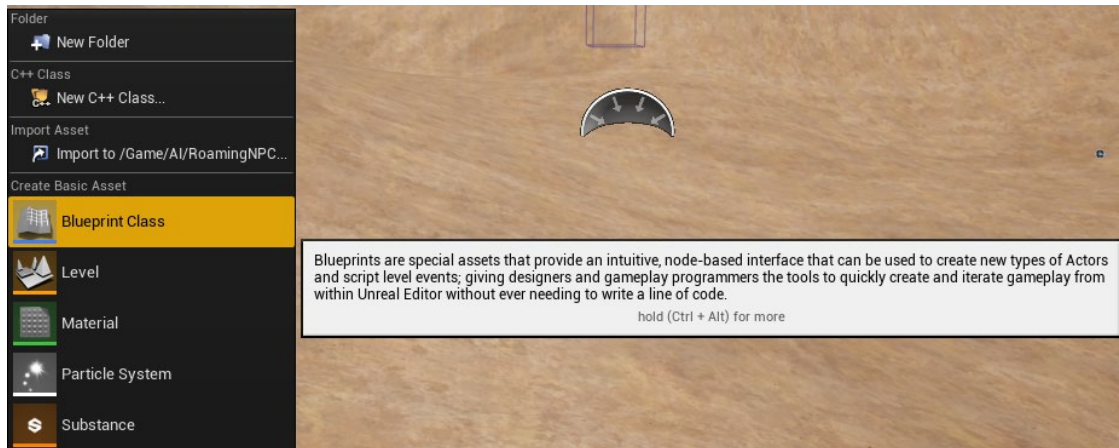 Folder
New Folder
C++ Class
New C++ Class...
Import Asset
Import to /Game/AI/RoamingNPC...
Create Basic Asset
Blueprint Class
Level
Material
Particle System
Substance
Blueprints are special assets that provide an intuitive, node-based interface that can be used to create new types of Actors
and script level events; giving designers and gameplay programmers the tools to quickly create and iterate gameplay from
within Unreal Editor without ever needing to write a line of code.
hold (Ctrl + Alt) for more